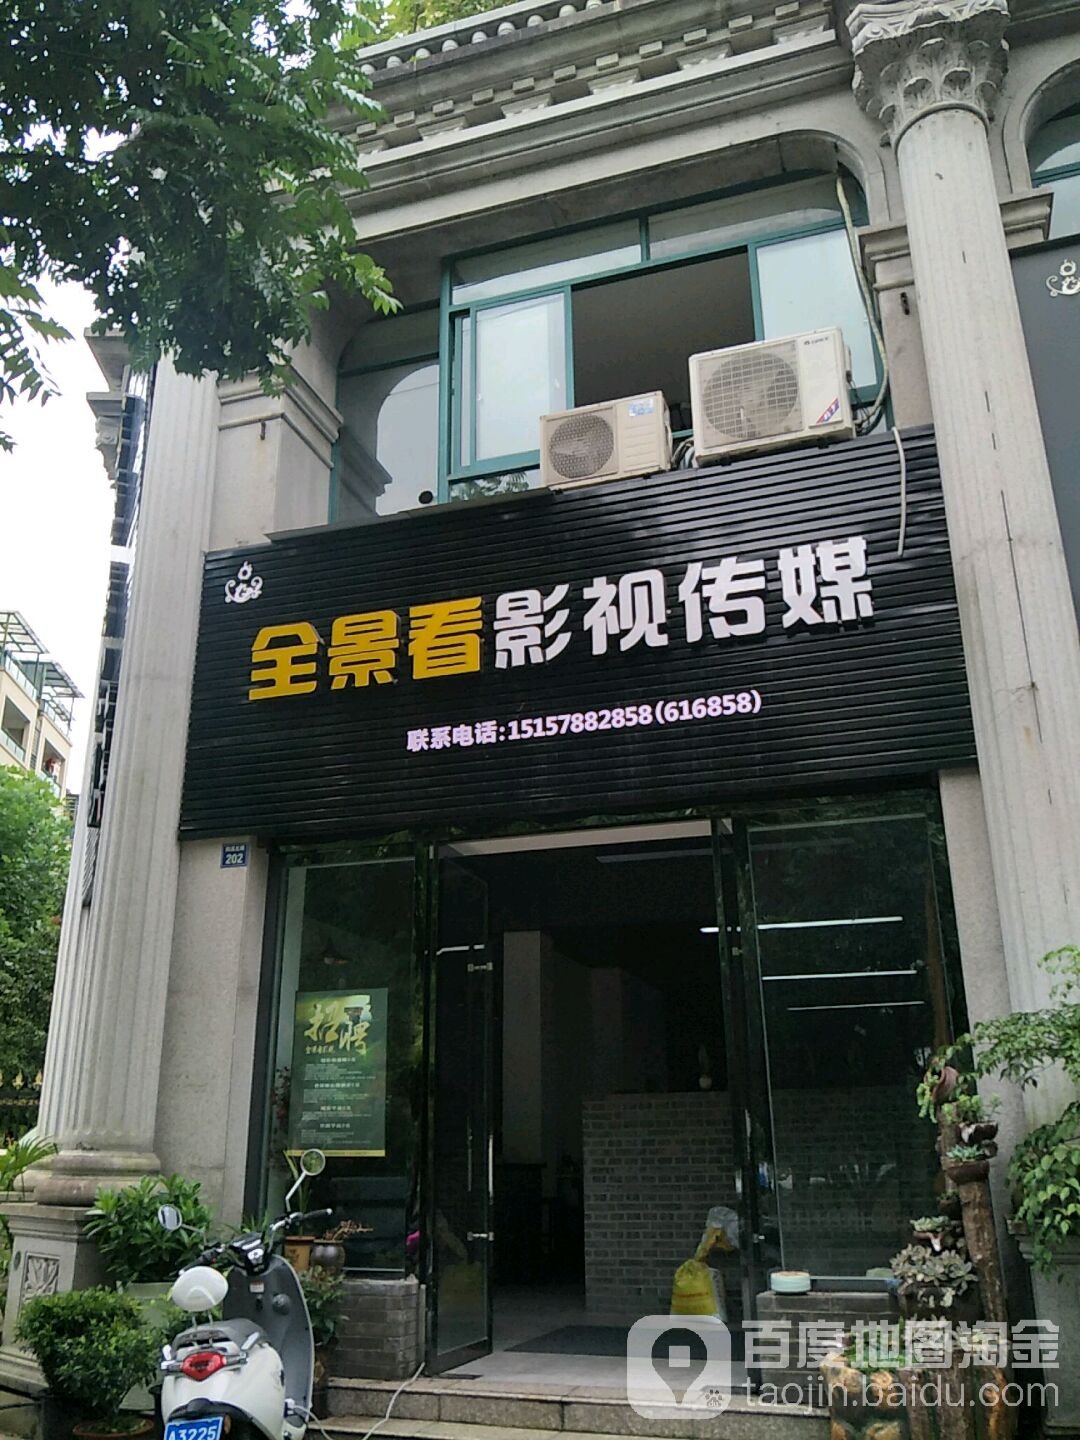 全景看影视传媒
联系电话:15157882858(616858)
202
招聘
A3225
百度地图淘金
taojin.baidu.com